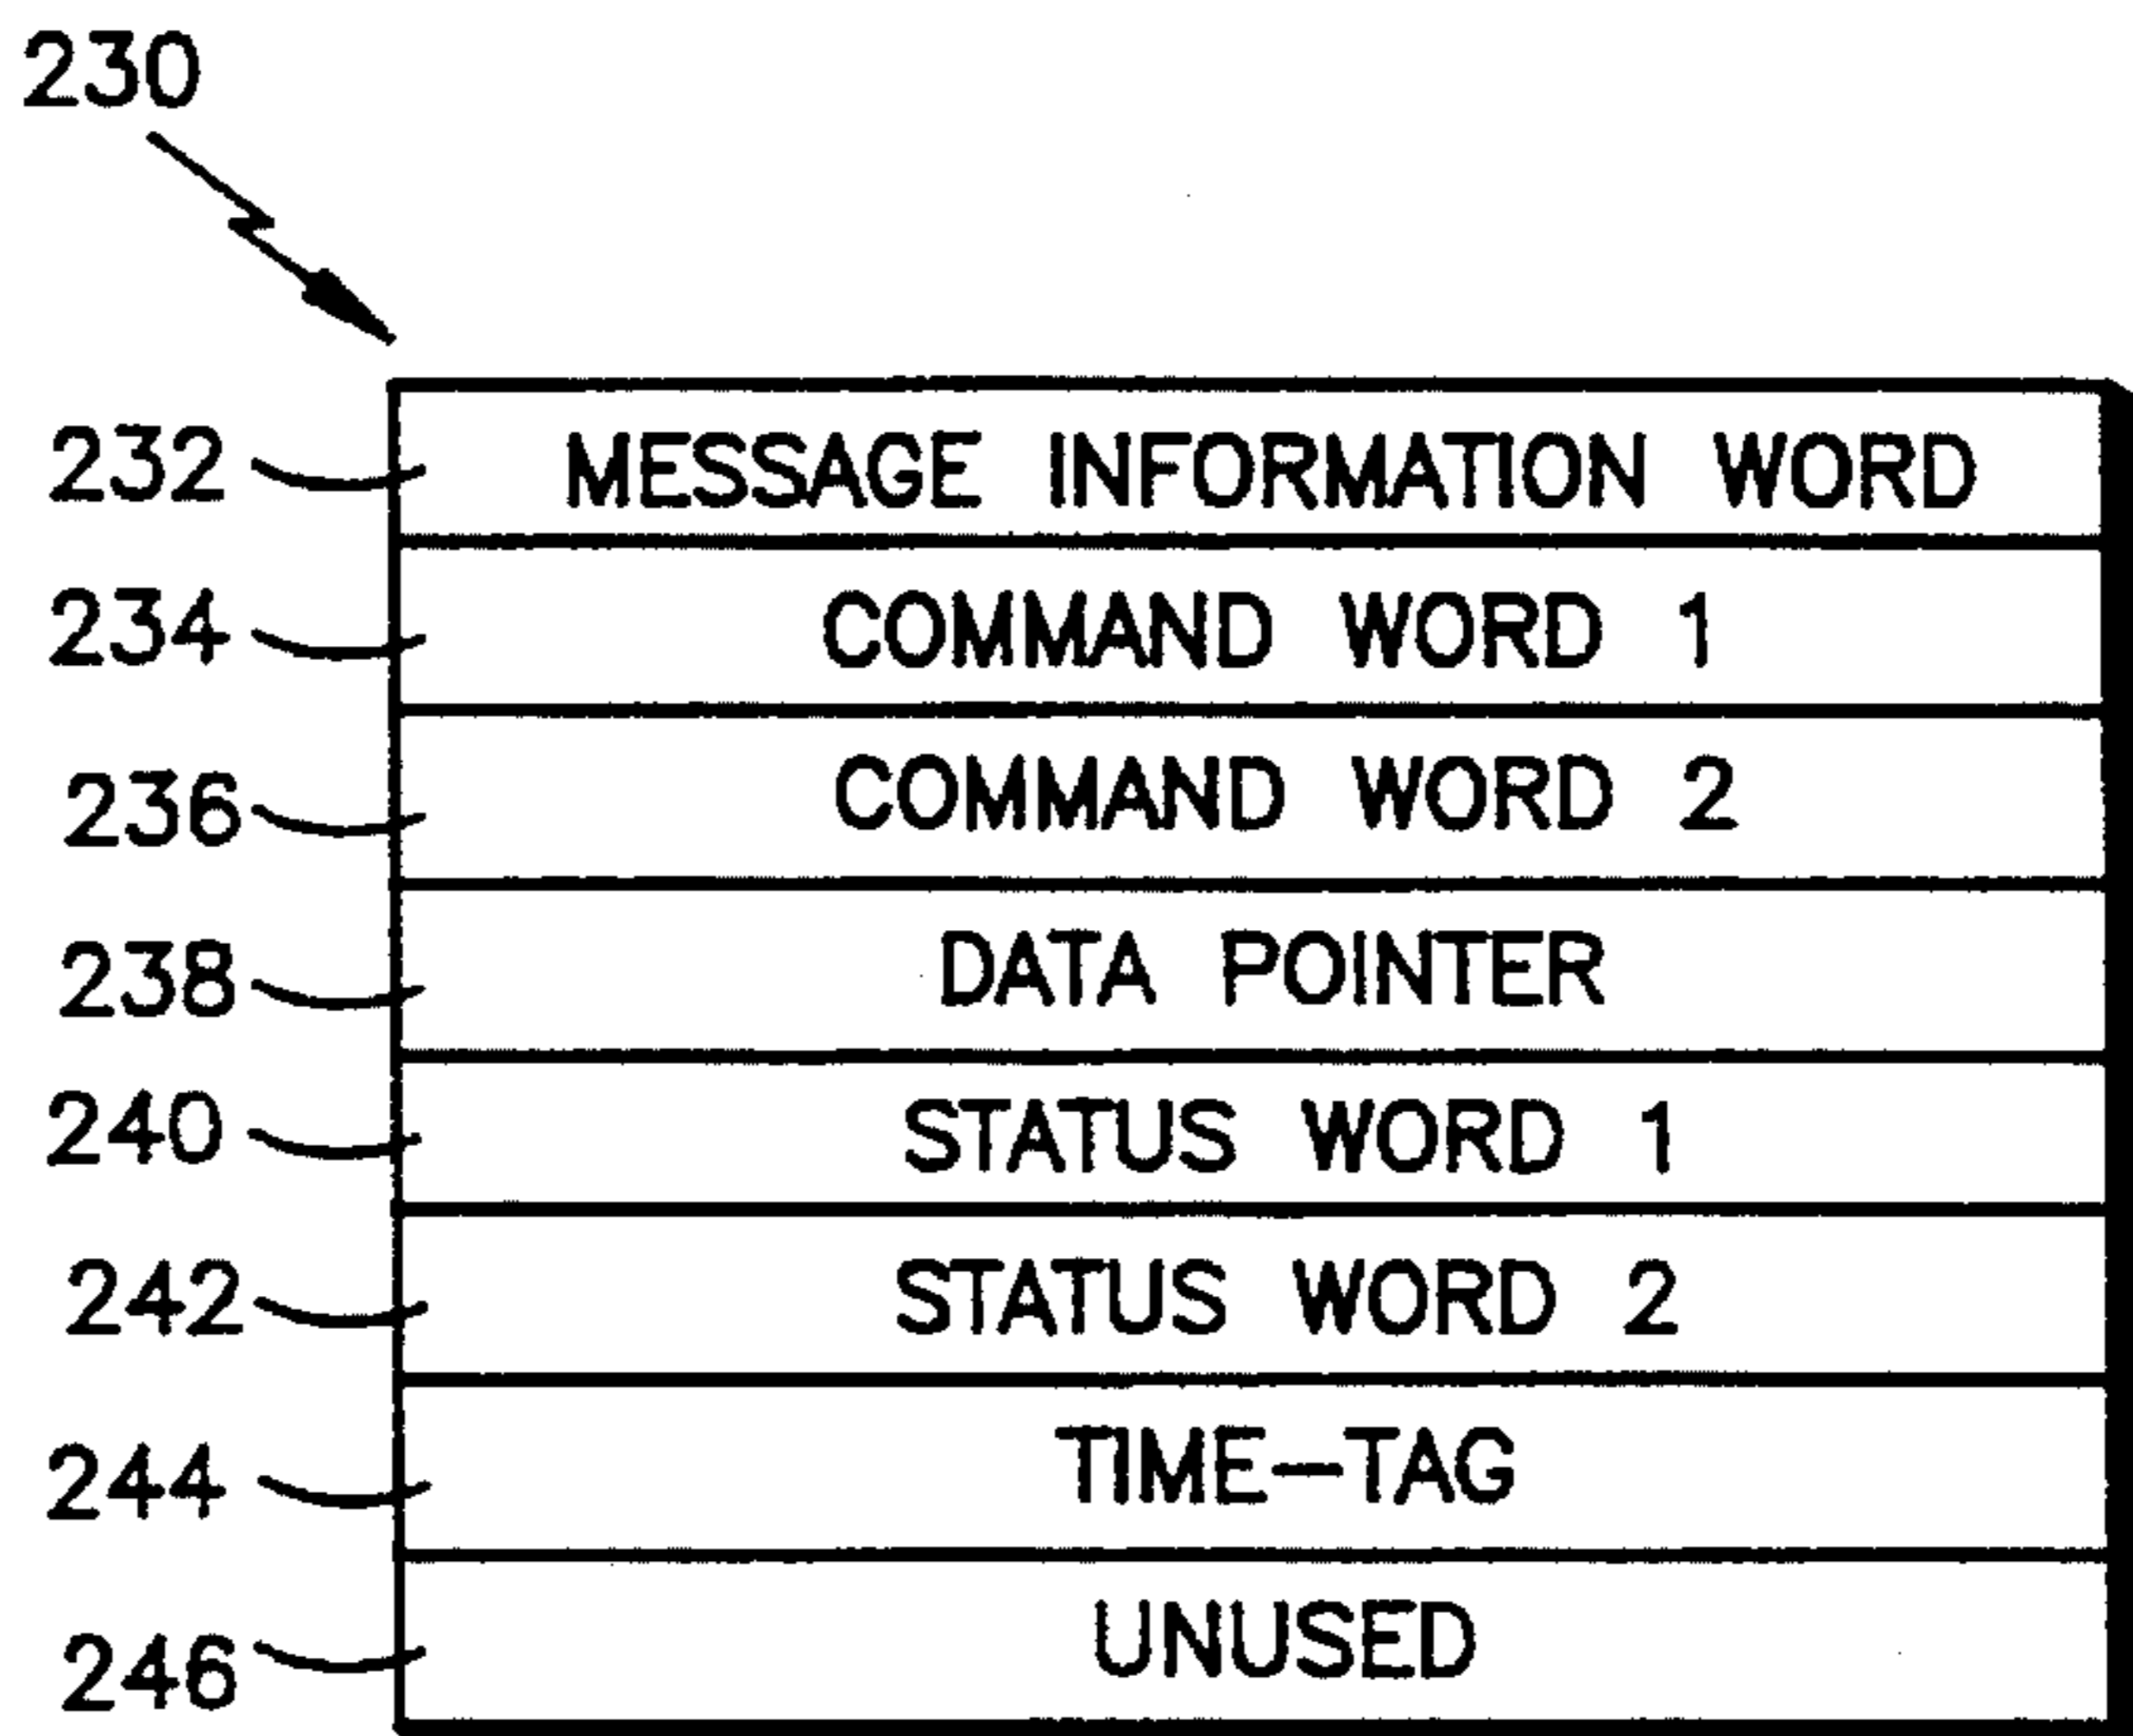 230
232 MESSAGE INFORMATION WORD
234 COMMAND WORD 1
236 COMMAND WORD 2
238 DATA POINTER
240 STATUS WORD 1
242 STATUS WORD 2
244 TIME-TAG
246 UNUSED